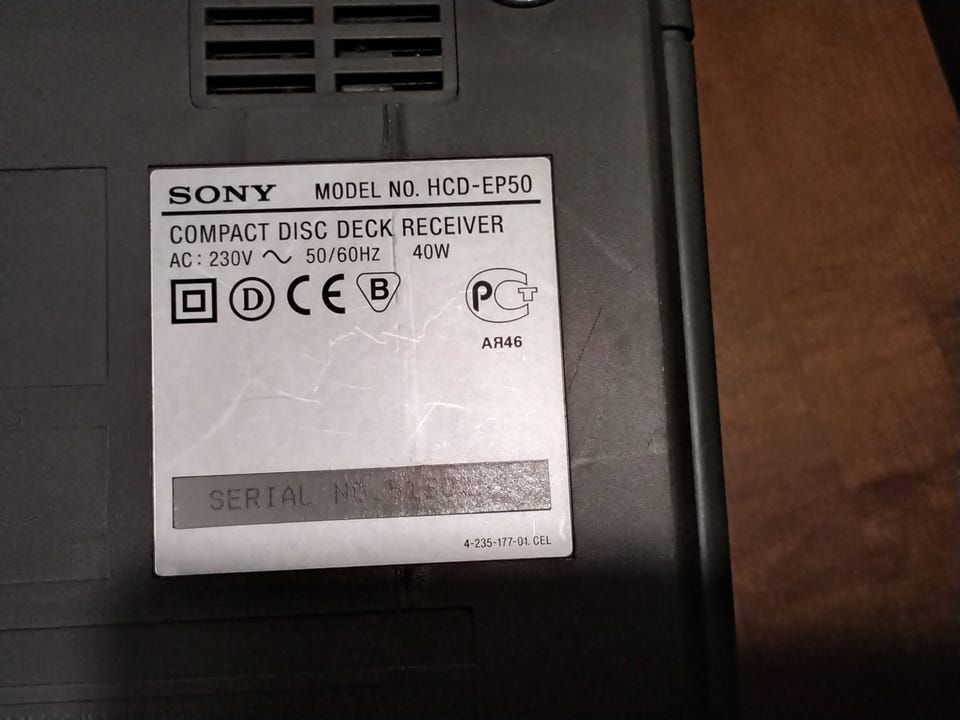 SONY MODEL NO. HCD-EP50
COMPACT DISC DECK RECEIVER
AC: 230V ~ 50/60HZ 40W
D CE B PCT
АЯ46
SERIAL NO.
4-235-177-01. CEL